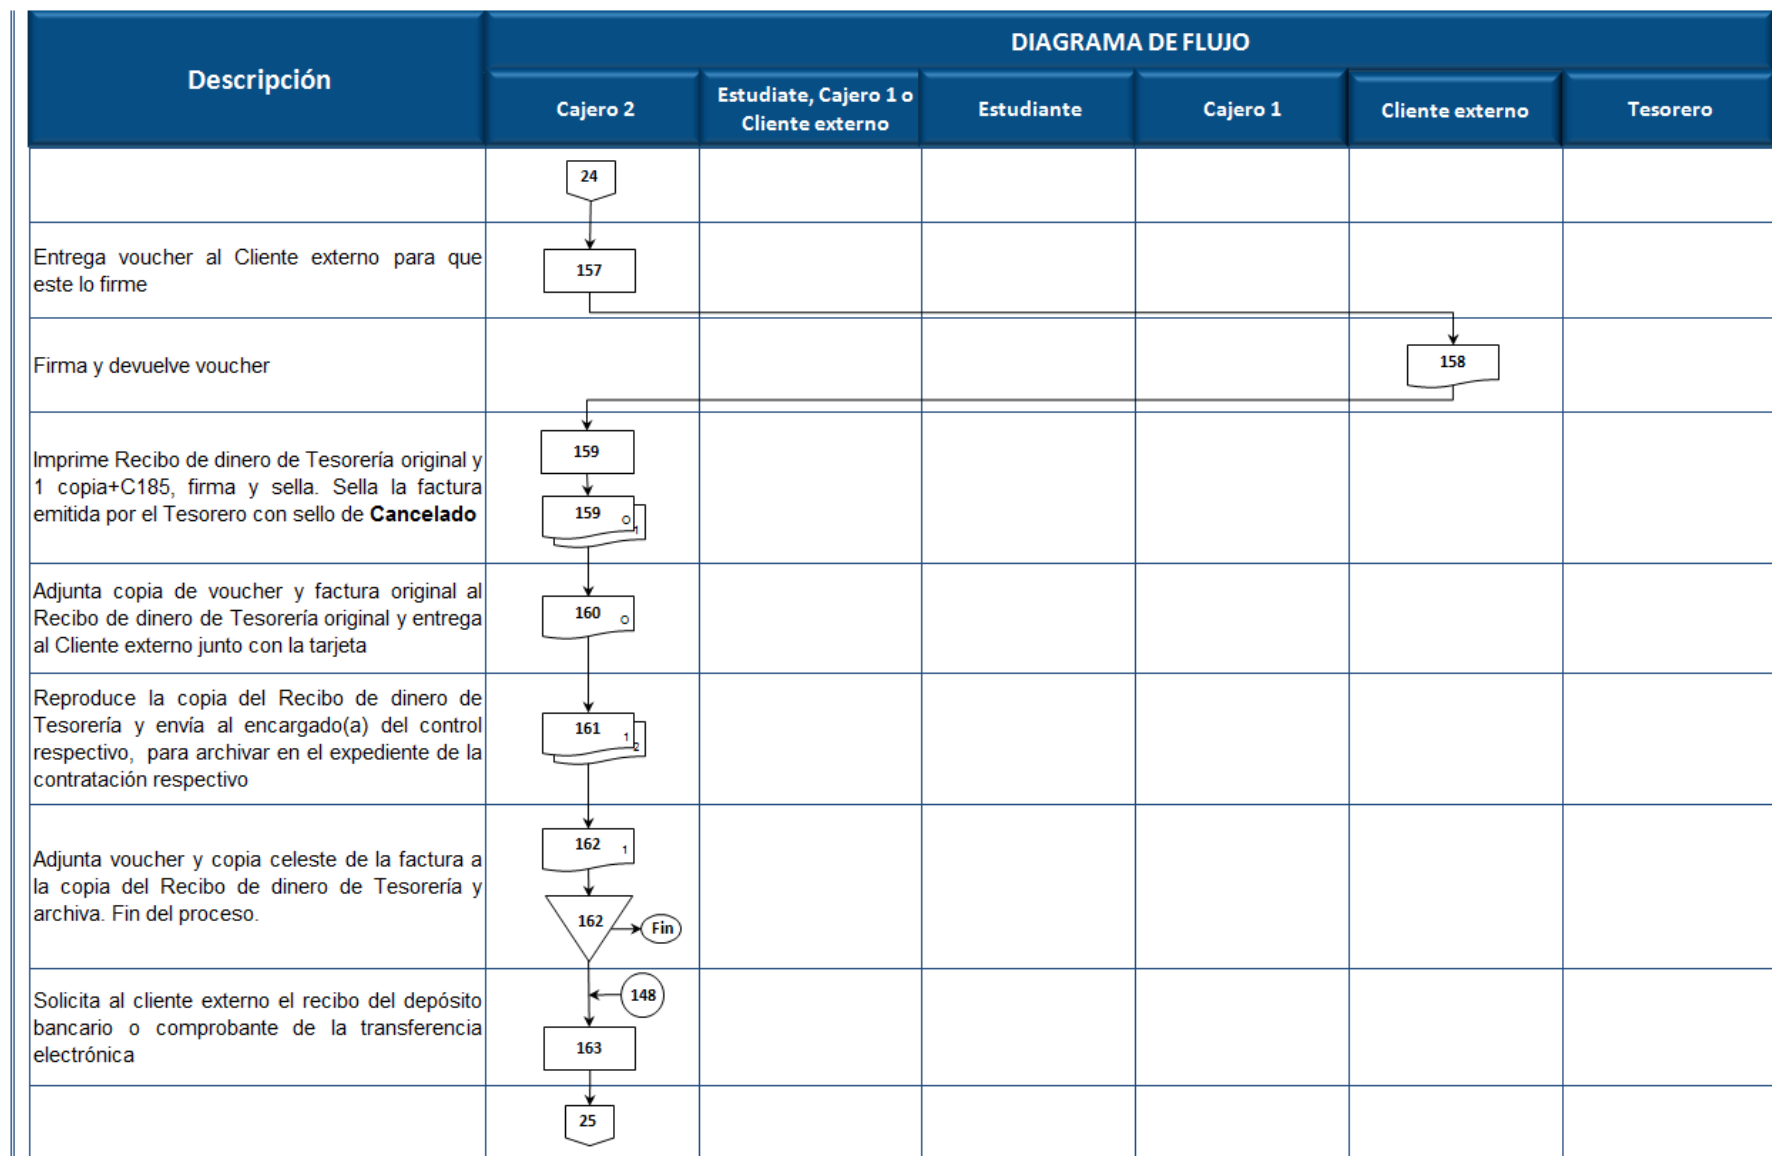 DIAGRAMA DE FLUJO
Descripción
Cajero 2
Estudiate, Cajero 1 o
Cliente externo
Estudiante
Cajero 1
Cliente externo
Tesorero
24
Entrega voucher al Cliente externo para que
este lo firme
157
Firma y devuelve voucher
158
Imprime Recibo de dinero de Tesorería original y
1 copia+C185, firma y sella. Sella la factura
emitida por el Tesorero con sello de Cancelado
159
159 O
1
Adjunta copia de voucher y factura original al
Recibo de dinero de Tesorería original y entrega
al Cliente externo junto con la tarjeta
160 O
Reproduce la copia del Recibo de dinero de
Tesorería y envía al encargado(a) del control
respectivo, para archivar en el expediente de la
contratación respectivo
161 1
2
Adjunta voucher y copia celeste de la factura a
la copia del Recibo de dinero de Tesorería y
archiva. Fin del proceso.
162 1
162
Fin
Solicita al cliente externo el recibo del depósito
bancario o comprobante de la transferencia
electrónica
148
163
25